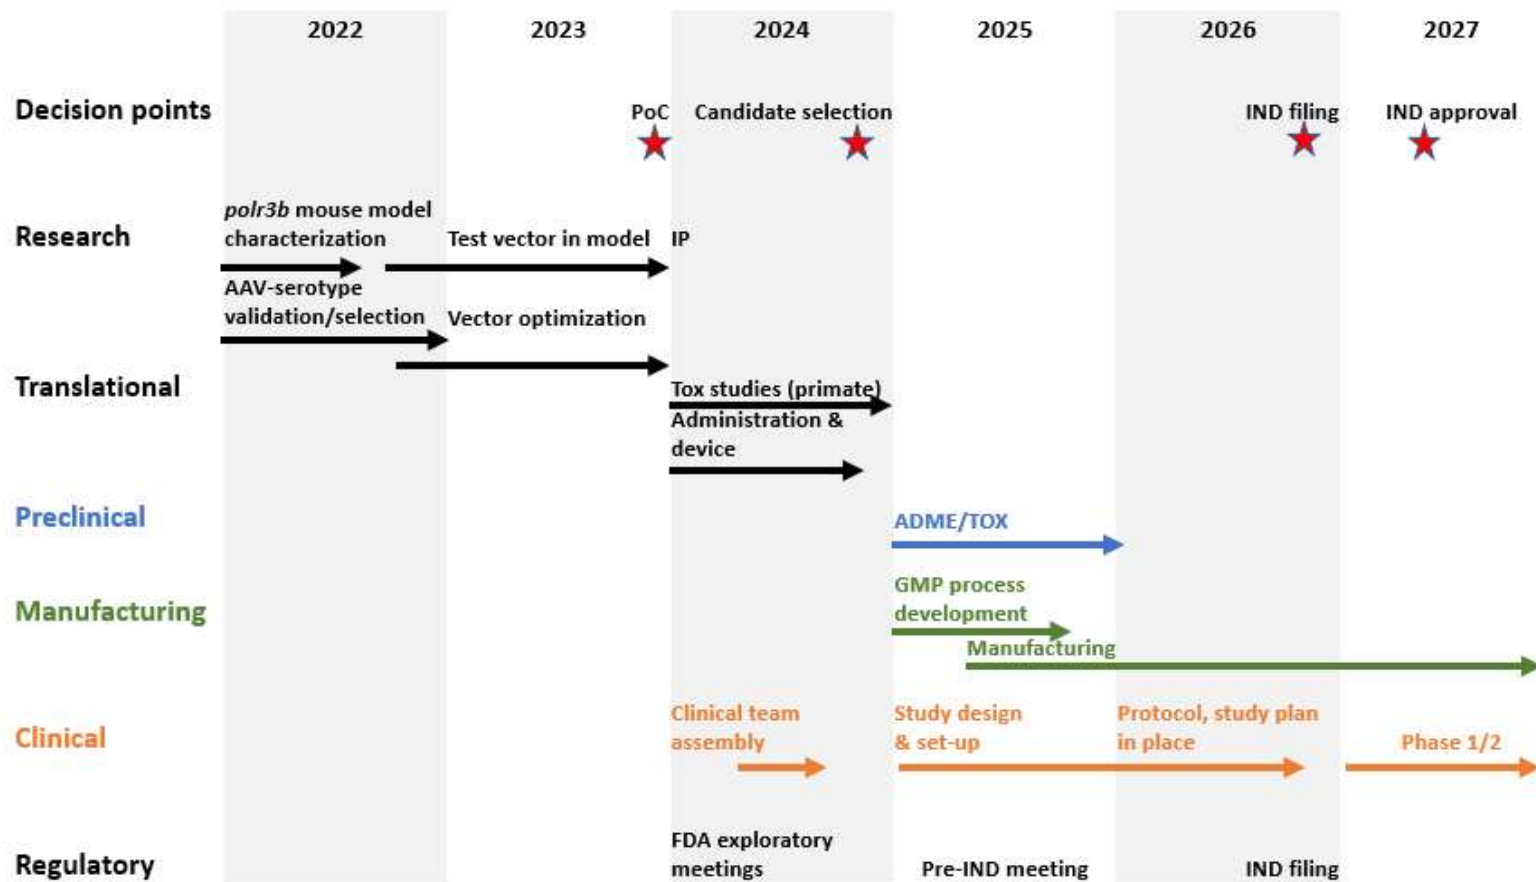 2022 2023 2024 2025 2026 2027
Decision points
PoC Candidate selection IND filing IND approval
polr3b mouse model
Research
characterization Test vector in model IP
AAV-serotype
validation/selection Vector optimization
Translational
Tox studies (primate)
Administration &
device
Preclinical
ADME/TOX
GMP process
Manufacturing
development
Manufacturing
Clinical team Study design Protocol, study plan
Clinical
assembly & set-up in place Phase 1/2
FDA exploratory
Regulatory
meetings Pre-IND meeting IND filing